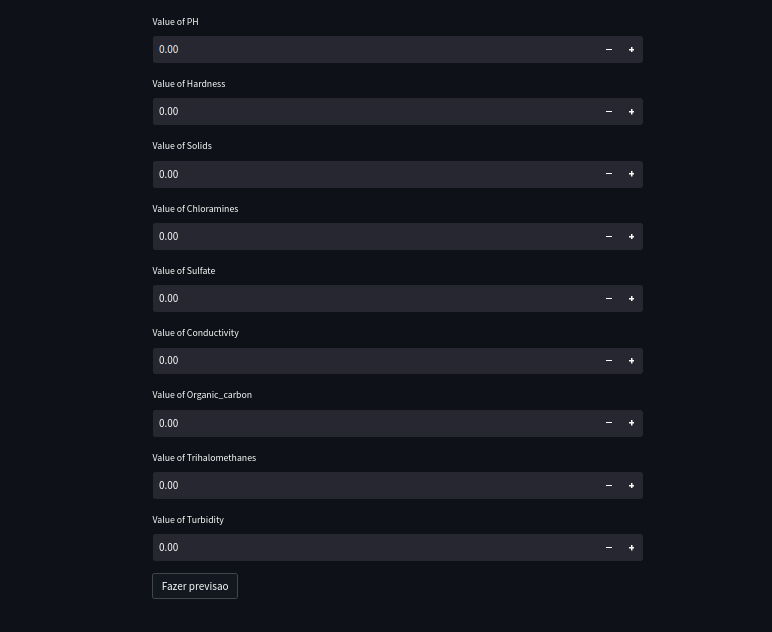 Value of PH
0.00
Value of Hardness
0.00
Value of Solids
0.00
Value of Chloramines
0.00
Value of Sulfate
0.00
Value of Conductivity
0.00
Value of Organic_carbon
0.00
Value of Trihalomethanes
0.00
Value of Turbidity
0.00
Fazer previsao